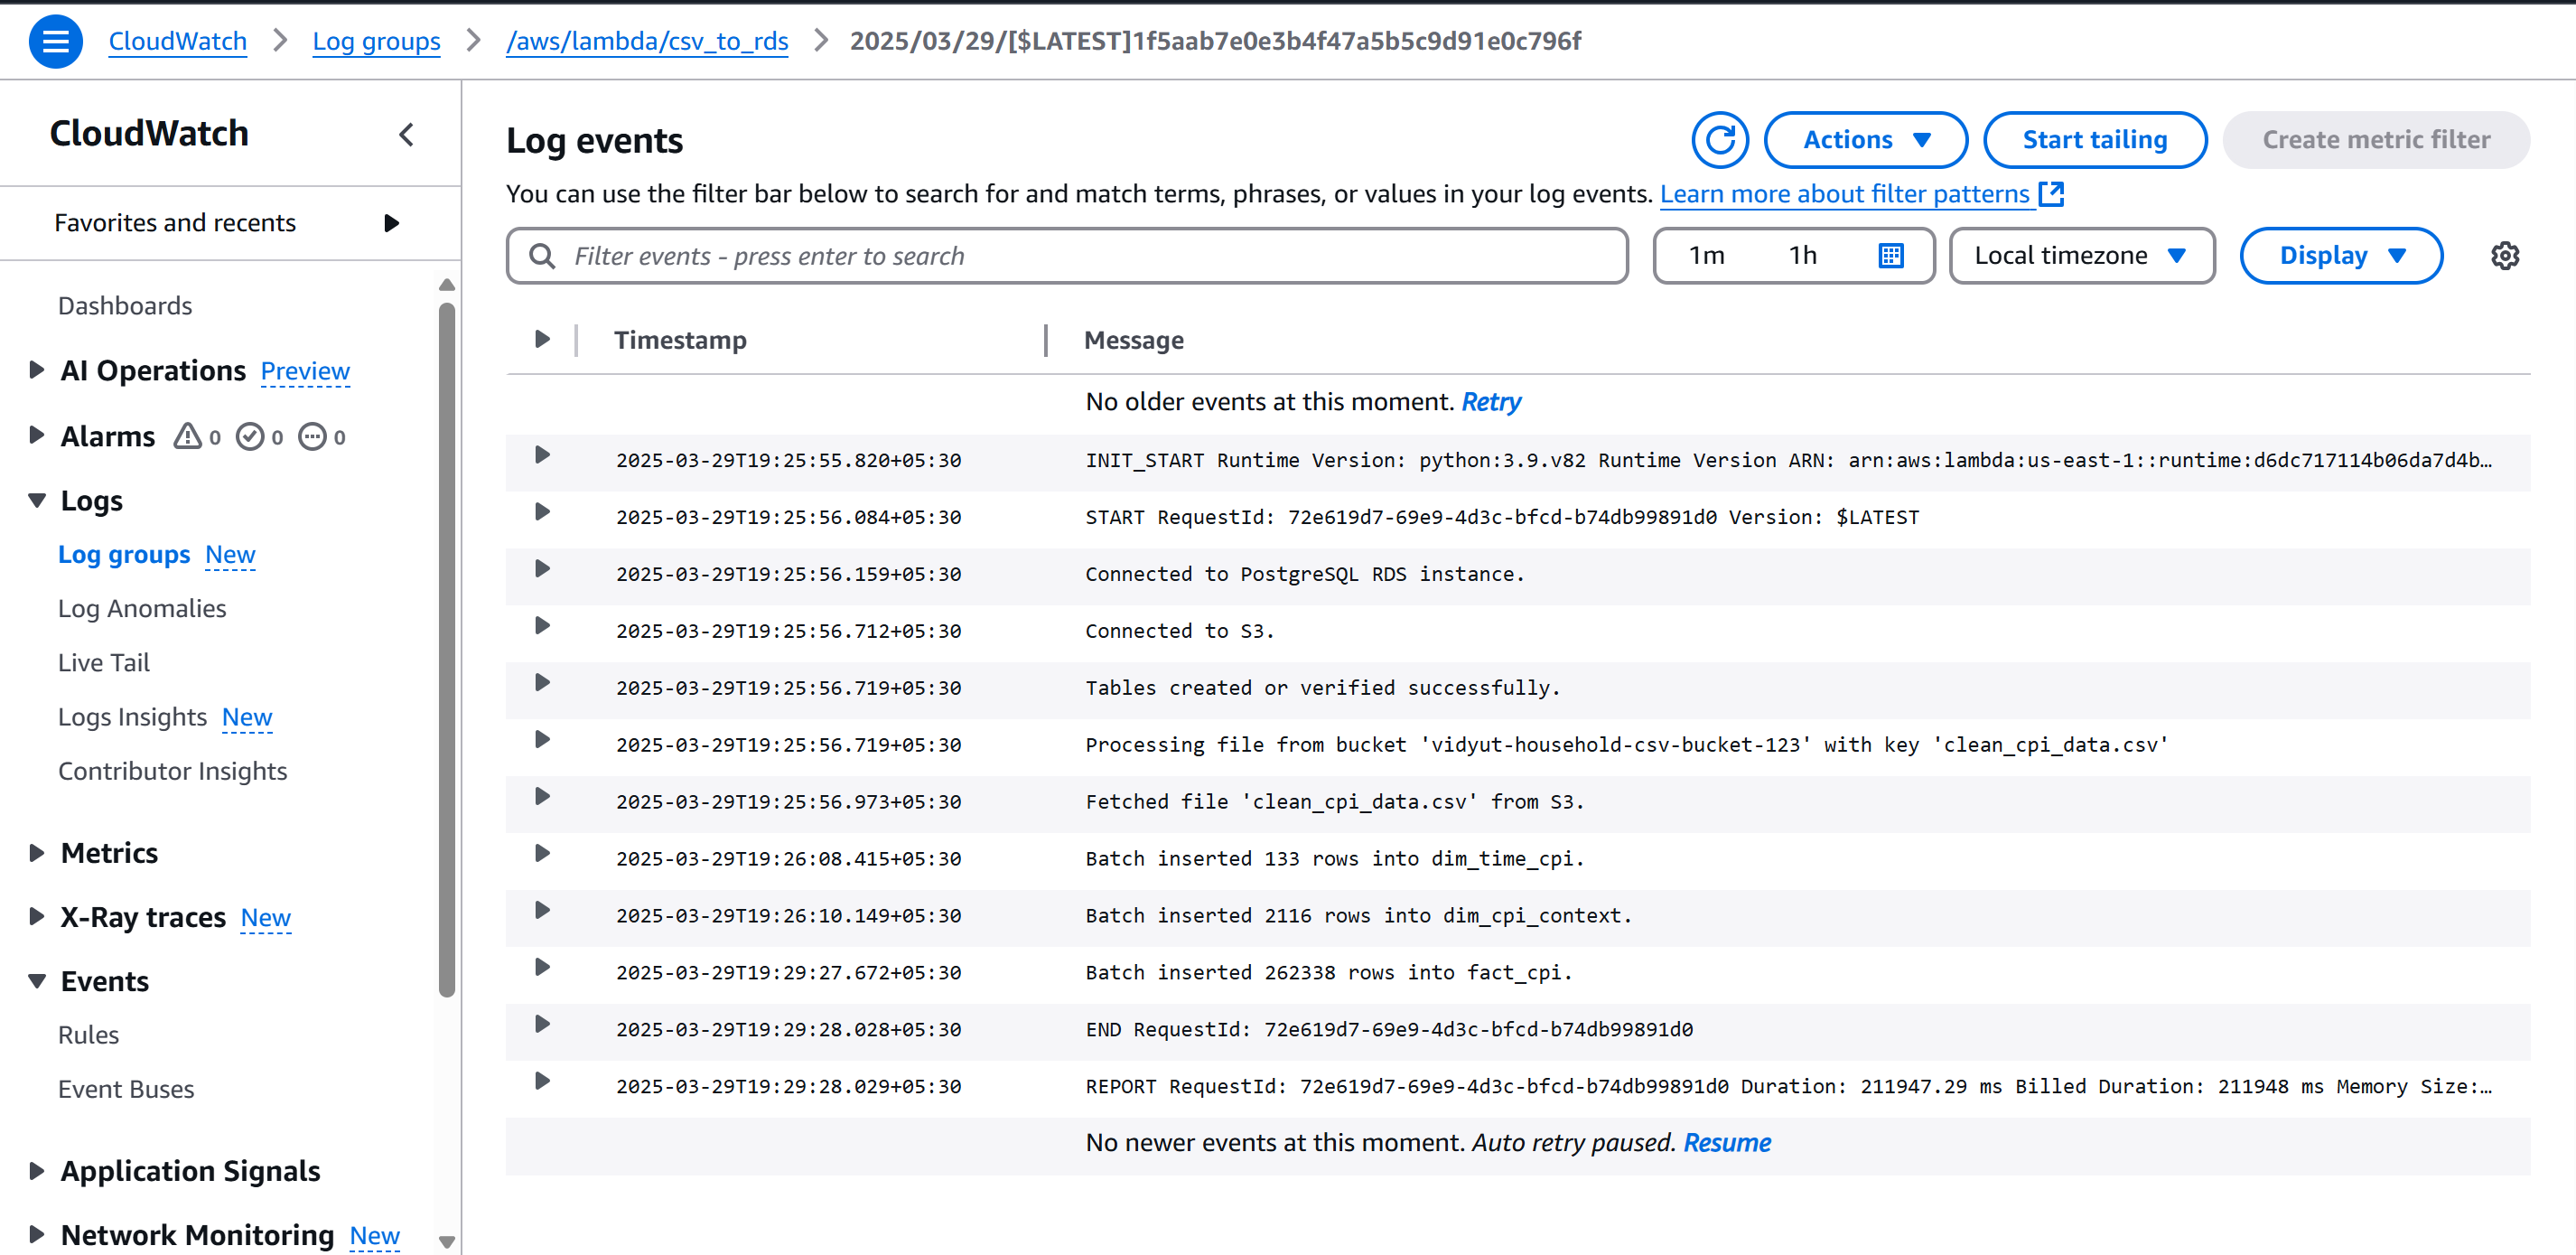 CloudWatch > Log groups > /aws/lambda/csv_to_rds > 2025/03/29/[$LATEST]1f5aab7e0e3b4f47a5b5c9d91e0c796f
CloudWatch
Favorites and recents
Dashboards
AI Operations Preview
Alarms 0 0 0
Logs
Log groups New
Log Anomalies
Live Tail
Logs Insights New
Contributor Insights
Metrics
X-Ray traces New
Events
Rules
Event Buses
Application Signals
Network Monitoring New
Log events
Actions
Start tailing
Create metric filter
You can use the filter bar below to search for and match terms, phrases, or values in your log events. Learn more about filter patterns
Filter events - press enter to search
1m 1h
Local timezone
Display
Timestamp Message
No older events at this moment. Retry
2025-03-29T19:25:55.820+05:30 INIT_START Runtime Version: python:3.9.v82 Runtime Version ARN: arn:aws:lambda:us-east-1::runtime:d6dc717114b06da7d4b…
2025-03-29T19:25:56.084+05:30 START RequestId: 72e619d7-69e9-4d3c-bfcd-b74db99891d0 Version: $LATEST
2025-03-29T19:25:56.159+05:30 Connected to PostgreSQL RDS instance.
2025-03-29T19:25:56.712+05:30 Connected to S3.
2025-03-29T19:25:56.719+05:30 Tables created or verified successfully.
2025-03-29T19:25:56.719+05:30 Processing file from bucket 'vidyut-household-csv-bucket-123' with key 'clean_cpi_data.csv'
2025-03-29T19:25:56.973+05:30 Fetched file 'clean_cpi_data.csv' from S3.
2025-03-29T19:26:08.415+05:30 Batch inserted 133 rows into dim_time_cpi.
2025-03-29T19:26:10.149+05:30 Batch inserted 2116 rows into dim_cpi_context.
2025-03-29T19:29:27.672+05:30 Batch inserted 262338 rows into fact_cpi.
2025-03-29T19:29:28.028+05:30 END RequestId: 72e619d7-69e9-4d3c-bfcd-b74db99891d0
2025-03-29T19:29:28.029+05:30 REPORT RequestId: 72e619d7-69e9-4d3c-bfcd-b74db99891d0 Duration: 211947.29 ms Billed Duration: 211948 ms Memory Size:…
No newer events at this moment. Auto retry paused. Resume